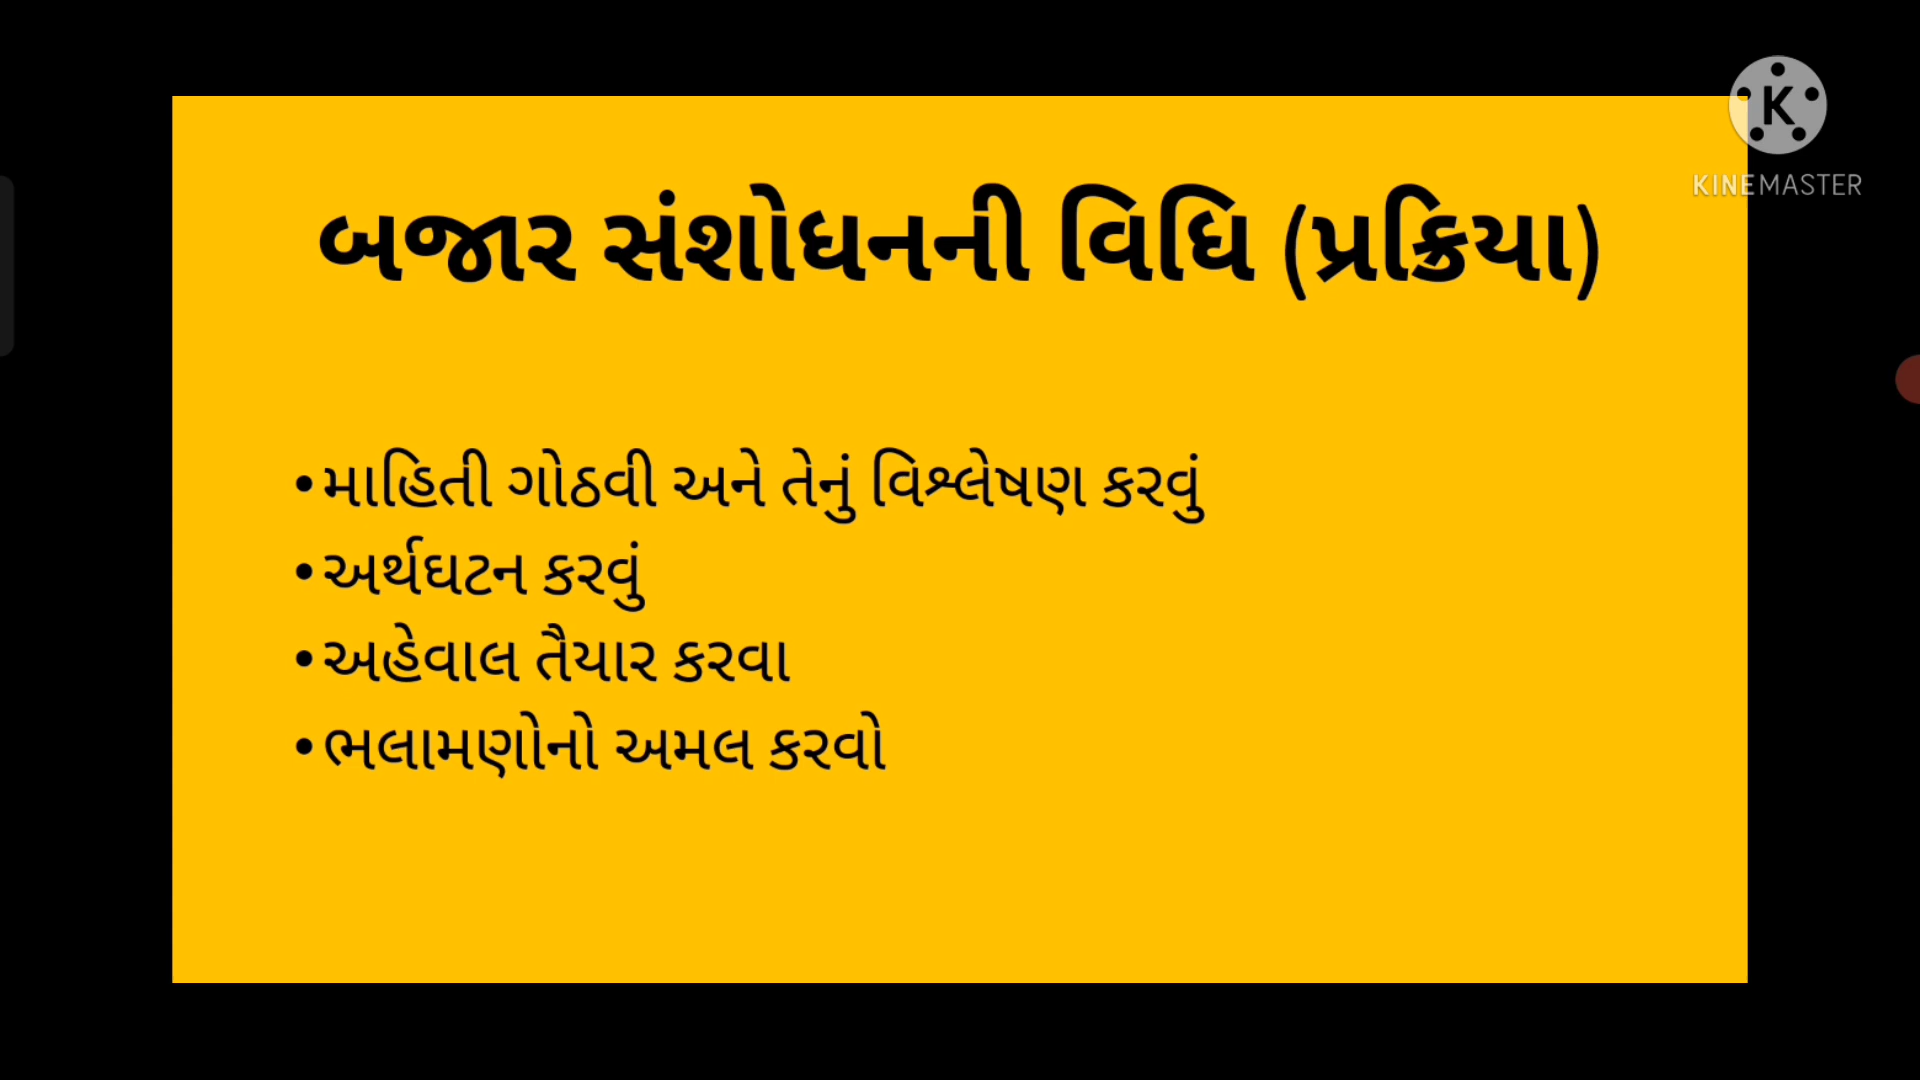 K
KINEMASTER
બજાર સંશોધનની વિધિ (પ્રક્રિયા)
•માહિતી ગોઠવી અને તેનું વિશ્લેષણ કરવું
•અર્થઘટન કરવું
•અહેવાલ તૈયાર કરવા
•ભલામણોનો અમલ કરવો